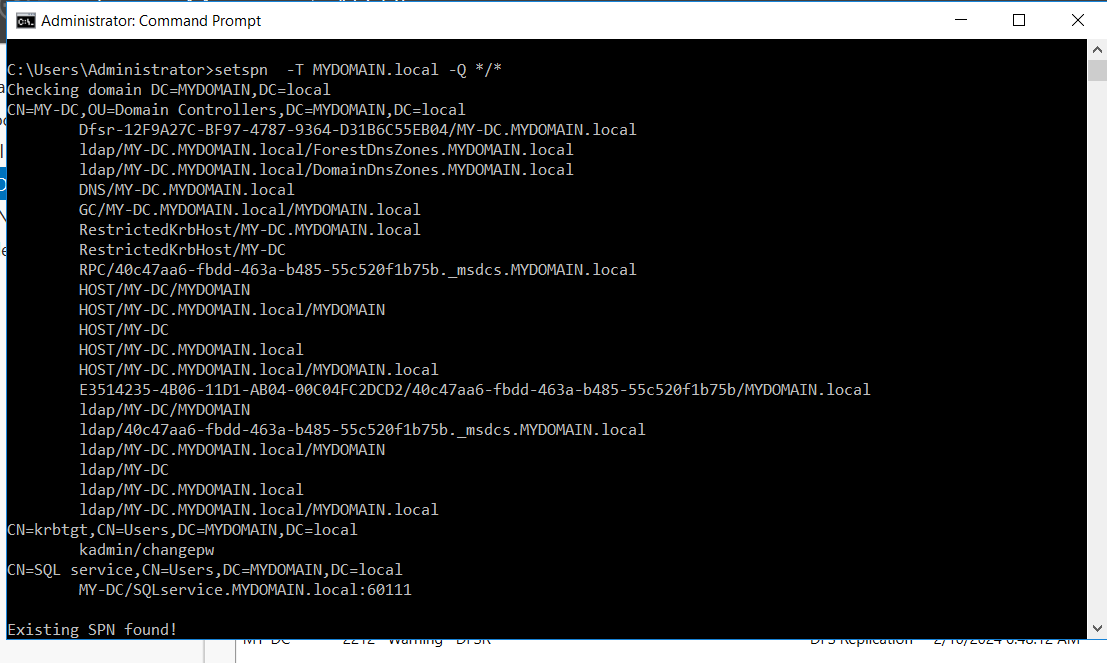 Administrator: Command Prompt
C:\Users\Administrator>setspn  -T MYDOMAIN.local -Q */*
Checking domain DC=MYDOMAIN,DC=local
CN=MY-DC,OU=Domain Controllers,DC=MYDOMAIN,DC=local
Dfsr-12F9A27C-BF97-4787-9364-D31B6C55EB04/MY-DC.MYDOMAIN.local
ldap/MY-DC.MYDOMAIN.local/ForestDnsZones.MYDOMAIN.local
ldap/MY-DC.MYDOMAIN.local/DomainDnsZones.MYDOMAIN.local
DNS/MY-DC.MYDOMAIN.local
GC/MY-DC.MYDOMAIN.local/MYDOMAIN.local
RestrictedKrbHost/MY-DC.MYDOMAIN.local
RestrictedKrbHost/MY-DC
RPC/40c47aa6-fbdd-463a-b485-55c520f1b75b._msdcs.MYDOMAIN.local
HOST/MY-DC/MYDOMAIN
HOST/MY-DC.MYDOMAIN.local/MYDOMAIN
HOST/MY-DC
HOST/MY-DC.MYDOMAIN.local
HOST/MY-DC.MYDOMAIN.local/MYDOMAIN.local
E3514235-4B06-11D1-AB04-00C04FC2DCD2/40c47aa6-fbdd-463a-b485-55c520f1b75b/MYDOMAIN.local
ldap/MY-DC/MYDOMAIN
ldap/40c47aa6-fbdd-463a-b485-55c520f1b75b._msdcs.MYDOMAIN.local
ldap/MY-DC.MYDOMAIN.local/MYDOMAIN
ldap/MY-DC
ldap/MY-DC.MYDOMAIN.local
ldap/MY-DC.MYDOMAIN.local/MYDOMAIN.local
CN=krbtgt,CN=Users,DC=MYDOMAIN,DC=local
kadmin/changepw
CN=SQL service,CN=Users,DC=MYDOMAIN,DC=local
MY-DC/SQLservice.MYDOMAIN.local:60111
Existing SPN found!
MY-DC 2212 Warning DFSR DFS Replication